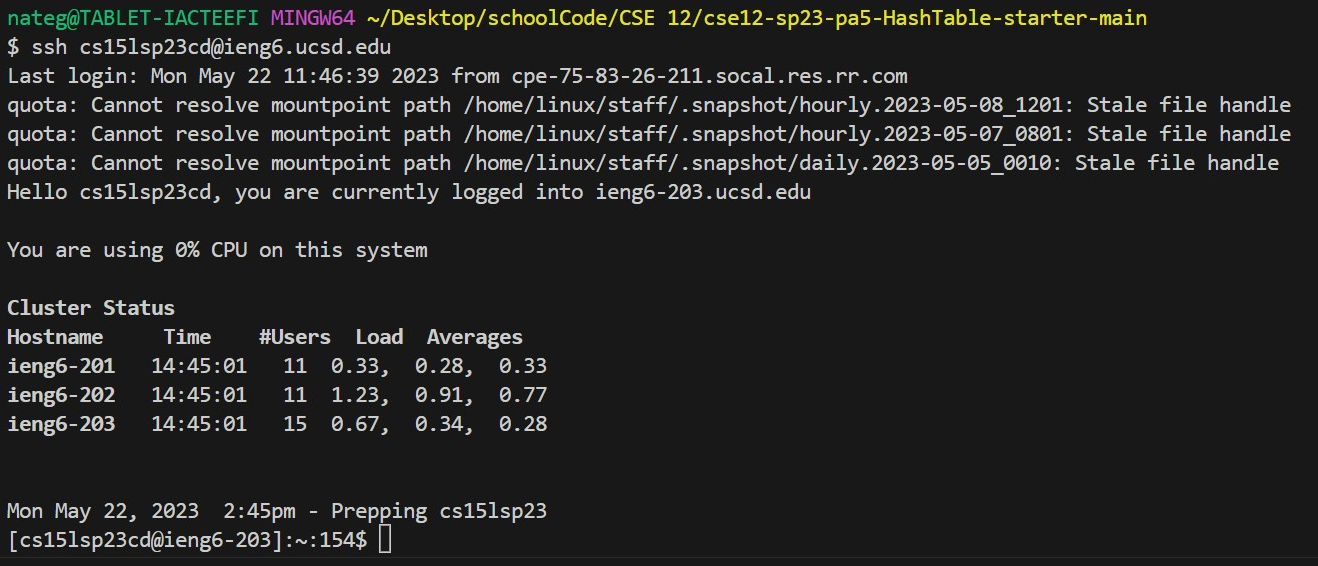 nateg@TABLET-IACTEEFI MINGW64 ~/Desktop/schoolCode/CSE 12/cse12-sp23-pa5-HashTable-starter-main
$ ssh cs15lsp23cd@ieng6.ucsd.edu
Last login: Mon May 22 11:46:39 2023 from cpe-75-83-26-211.socal.res.rr.com
quota: Cannot resolve mountpoint path /home/linux/staff/.snapshot/hourly.2023-05-08_1201: Stale file handle
quota: Cannot resolve mountpoint path /home/linux/staff/.snapshot/hourly.2023-05-07_0801: Stale file handle
quota: Cannot resolve mountpoint path /home/linux/staff/.snapshot/daily.2023-05-05_0010: Stale file handle
Hello cs15lsp23cd, you are currently logged into ieng6-203.ucsd.edu
You are using 0% CPU on this system
Cluster Status
Hostname     Time    #Users  Load  Averages
ieng6-201   14:45:01   11  0.33,  0.28,  0.33
ieng6-202   14:45:01   11  1.23,  0.91,  0.77
ieng6-203   14:45:01   15  0.67,  0.34,  0.28
Mon May 22, 2023  2:45pm - Prepping cs15lsp23
[cs15lsp23cd@ieng6-203]:~:154$